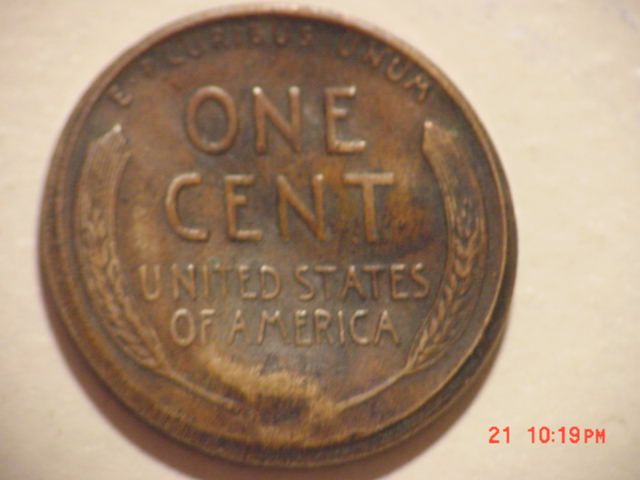 E PLURIBUS UNUM
ONE
CENT
UNITED STATES
OF AMERICA
21 10:19PM